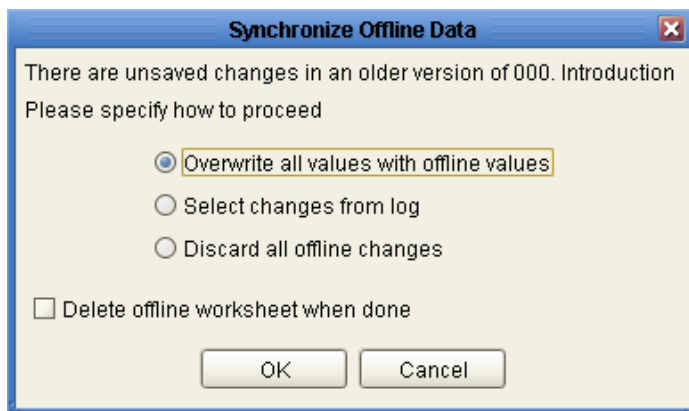 Synchronize Offline Data
There are unsaved changes in an older version of 000. Introduction
Please specify how to proceed
Overwrite all values with offline values
Select changes from log
Discard all offline changes
Delete offline worksheet when done
OK Cancel